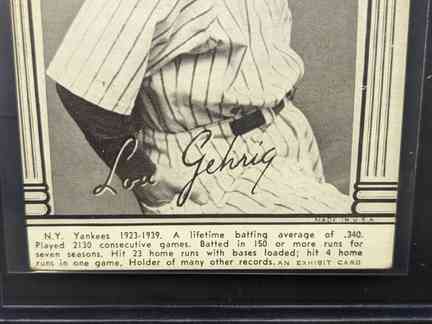 Lou Gehrig
MADE IN U.S.A.
N.Y. Yankees 1923-1939. A lifetime batting average of .340.
Played 2130 consecutive games. Batted in 150 or more runs for
seven seasons. Hit 23 home runs with bases loaded; hit 4 home
runs in one game. Holder of many other records. AN EXHIBIT CARD